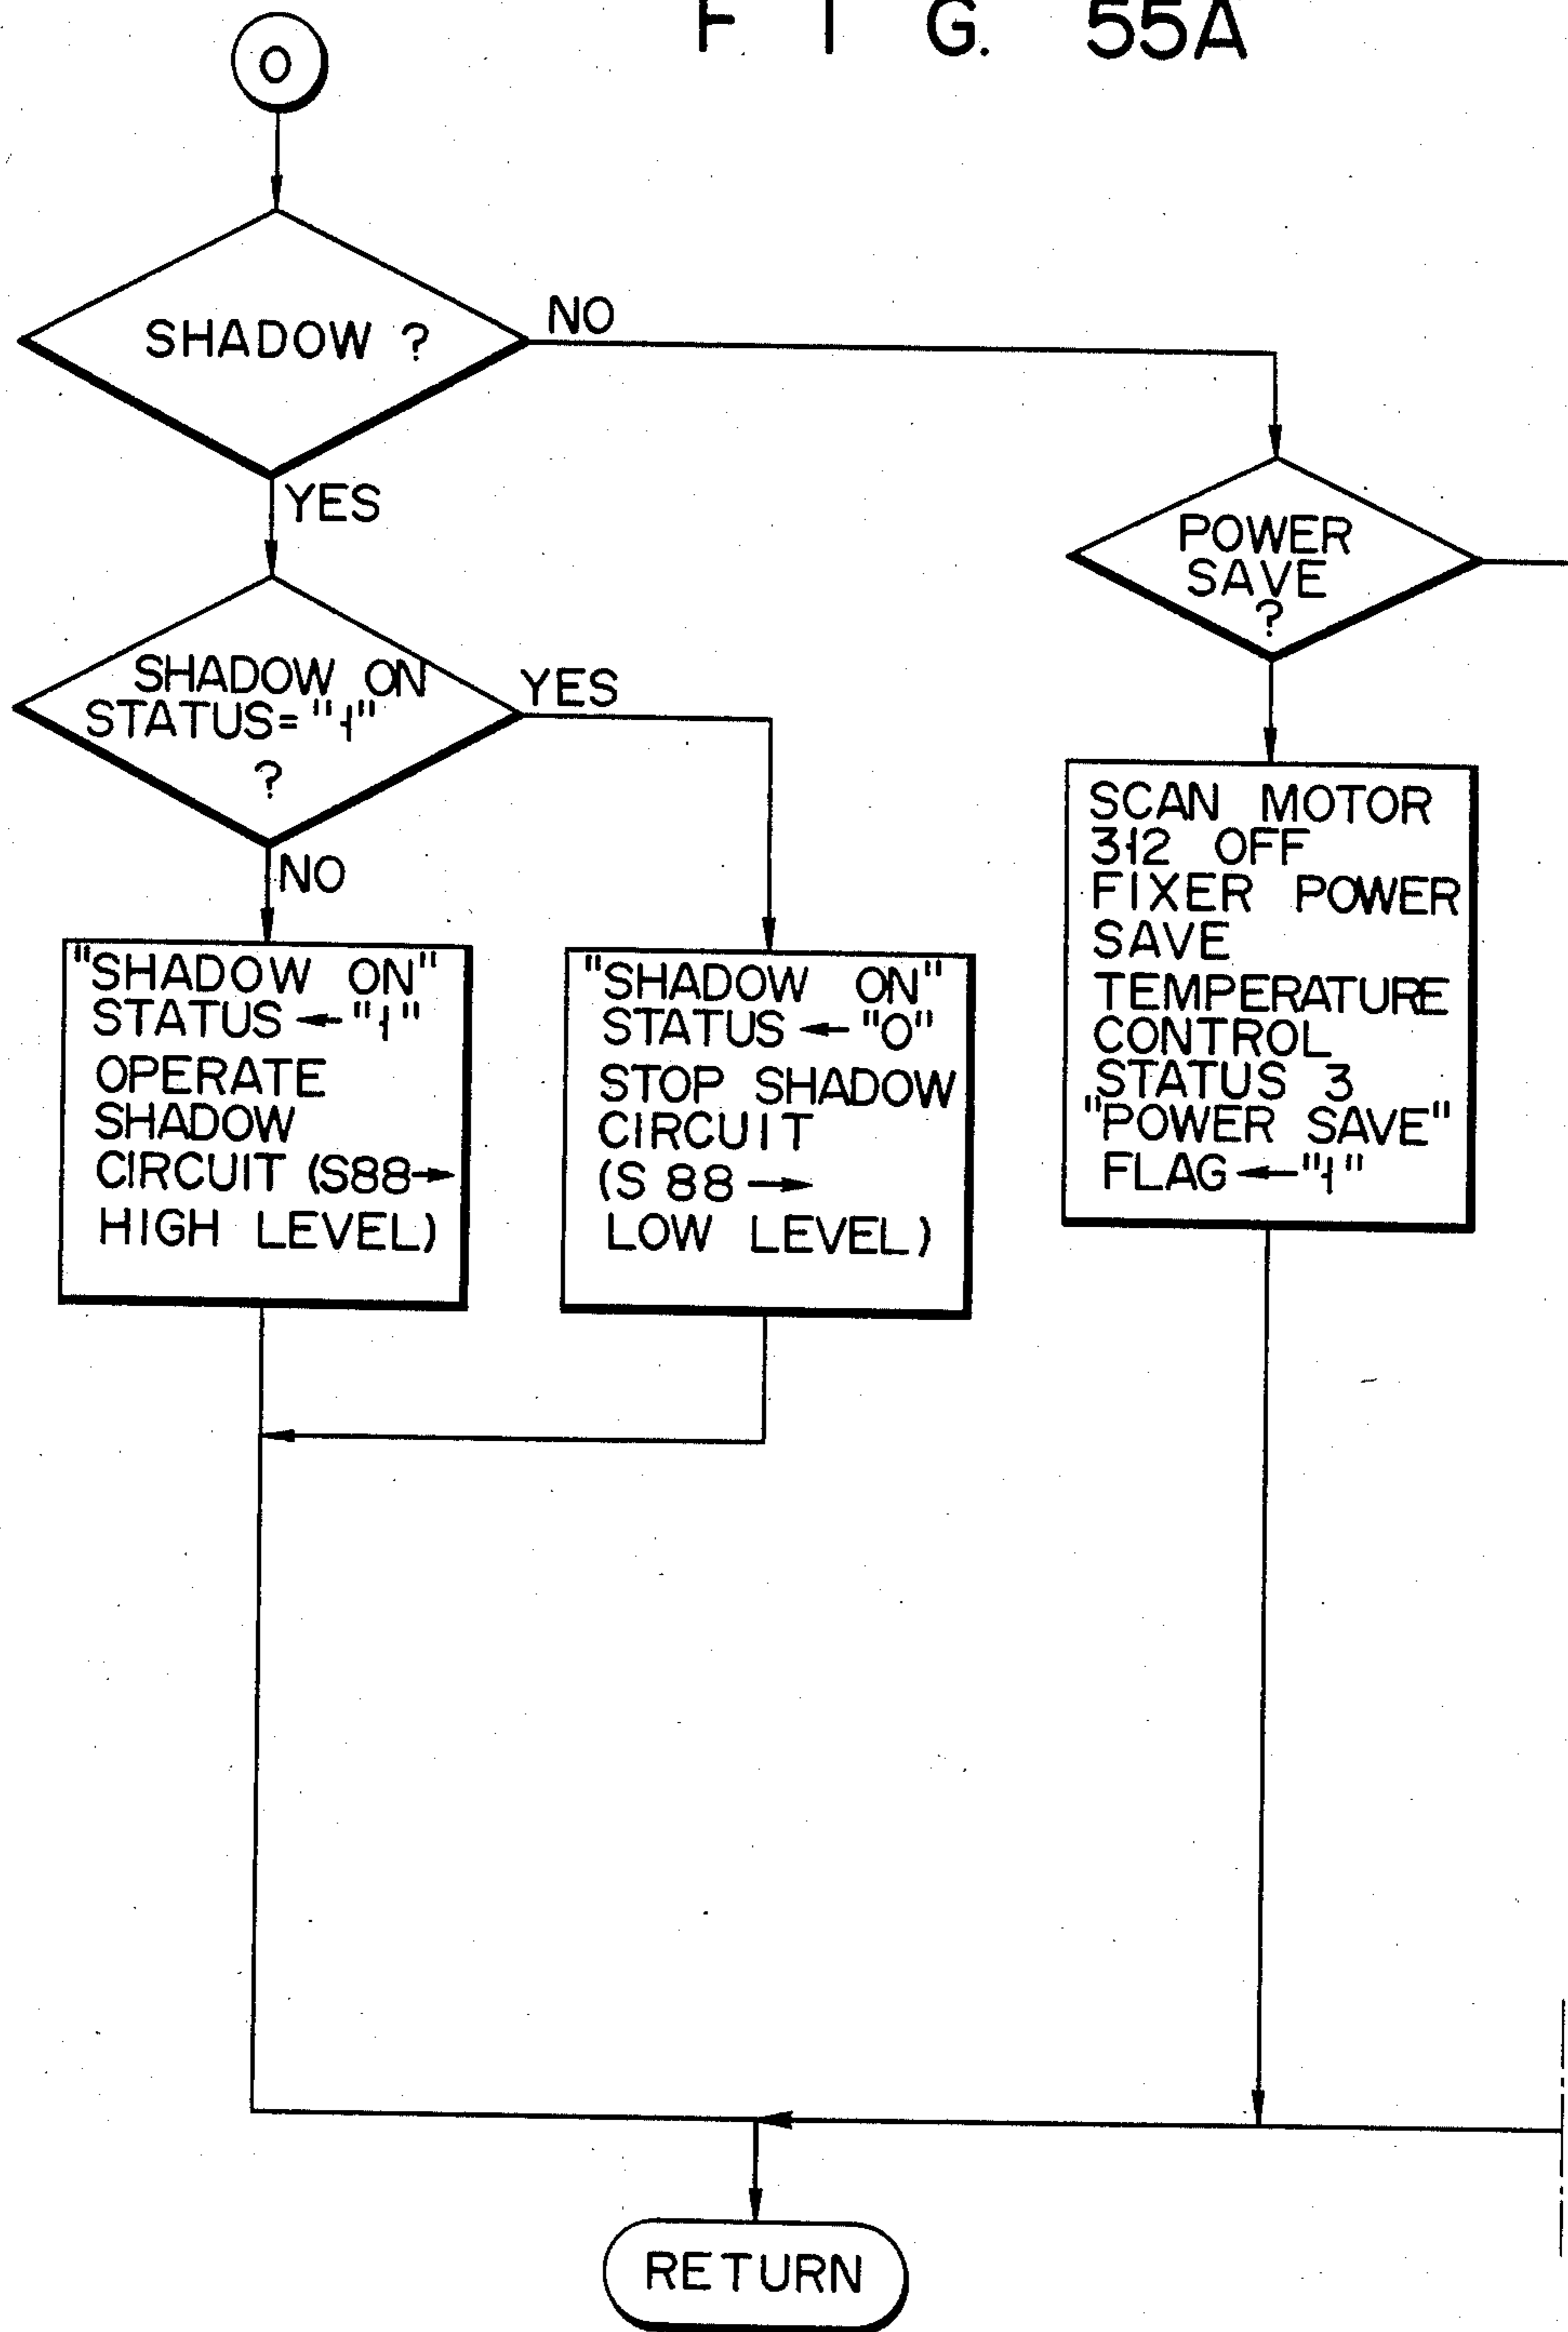 F I G. 55A
O
SHADOW ?
NO
YES
POWER
SAVE
?
SHADOW ON
STATUS="1"
?
YES
NO
"SHADOW ON"
STATUS ← "1"
OPERATE
SHADOW
CIRCUIT (S88→
HIGH LEVEL)
"SHADOW ON"
STATUS ← "0"
STOP SHADOW
CIRCUIT
(S 88 →
LOW LEVEL)
SCAN MOTOR
312 OFF
FIXER POWER
SAVE
TEMPERATURE
CONTROL
STATUS 3
"POWER SAVE"
FLAG ← "1"
RETURN